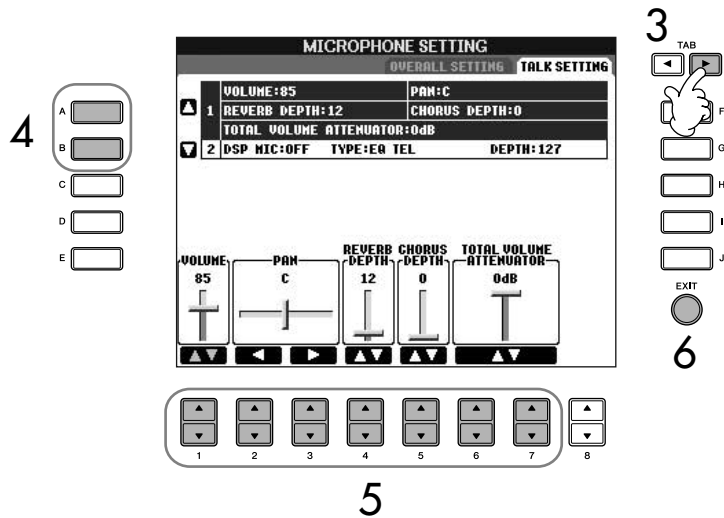 3
MICROPHONE SETTING
TAB
OVERALL SETTING TALK SETTING
4
A
B
C
D
E
VOLUME:85 PAN:C
1 REVERB DEPTH:12 CHORUS DEPTH:0
TOTAL VOLUME ATTENUATOR:0dB
2 DSP MIC:OFF TYPE:EQ TEL DEPTH:127
F
G
H
I
J
VOLUME PAN REVERB DEPTH CHORUS DEPTH TOTAL VOLUME ATTENUATOR
85 C 12 0 0dB
EXIT
6
1 2 3 4 5 6 7 8
5